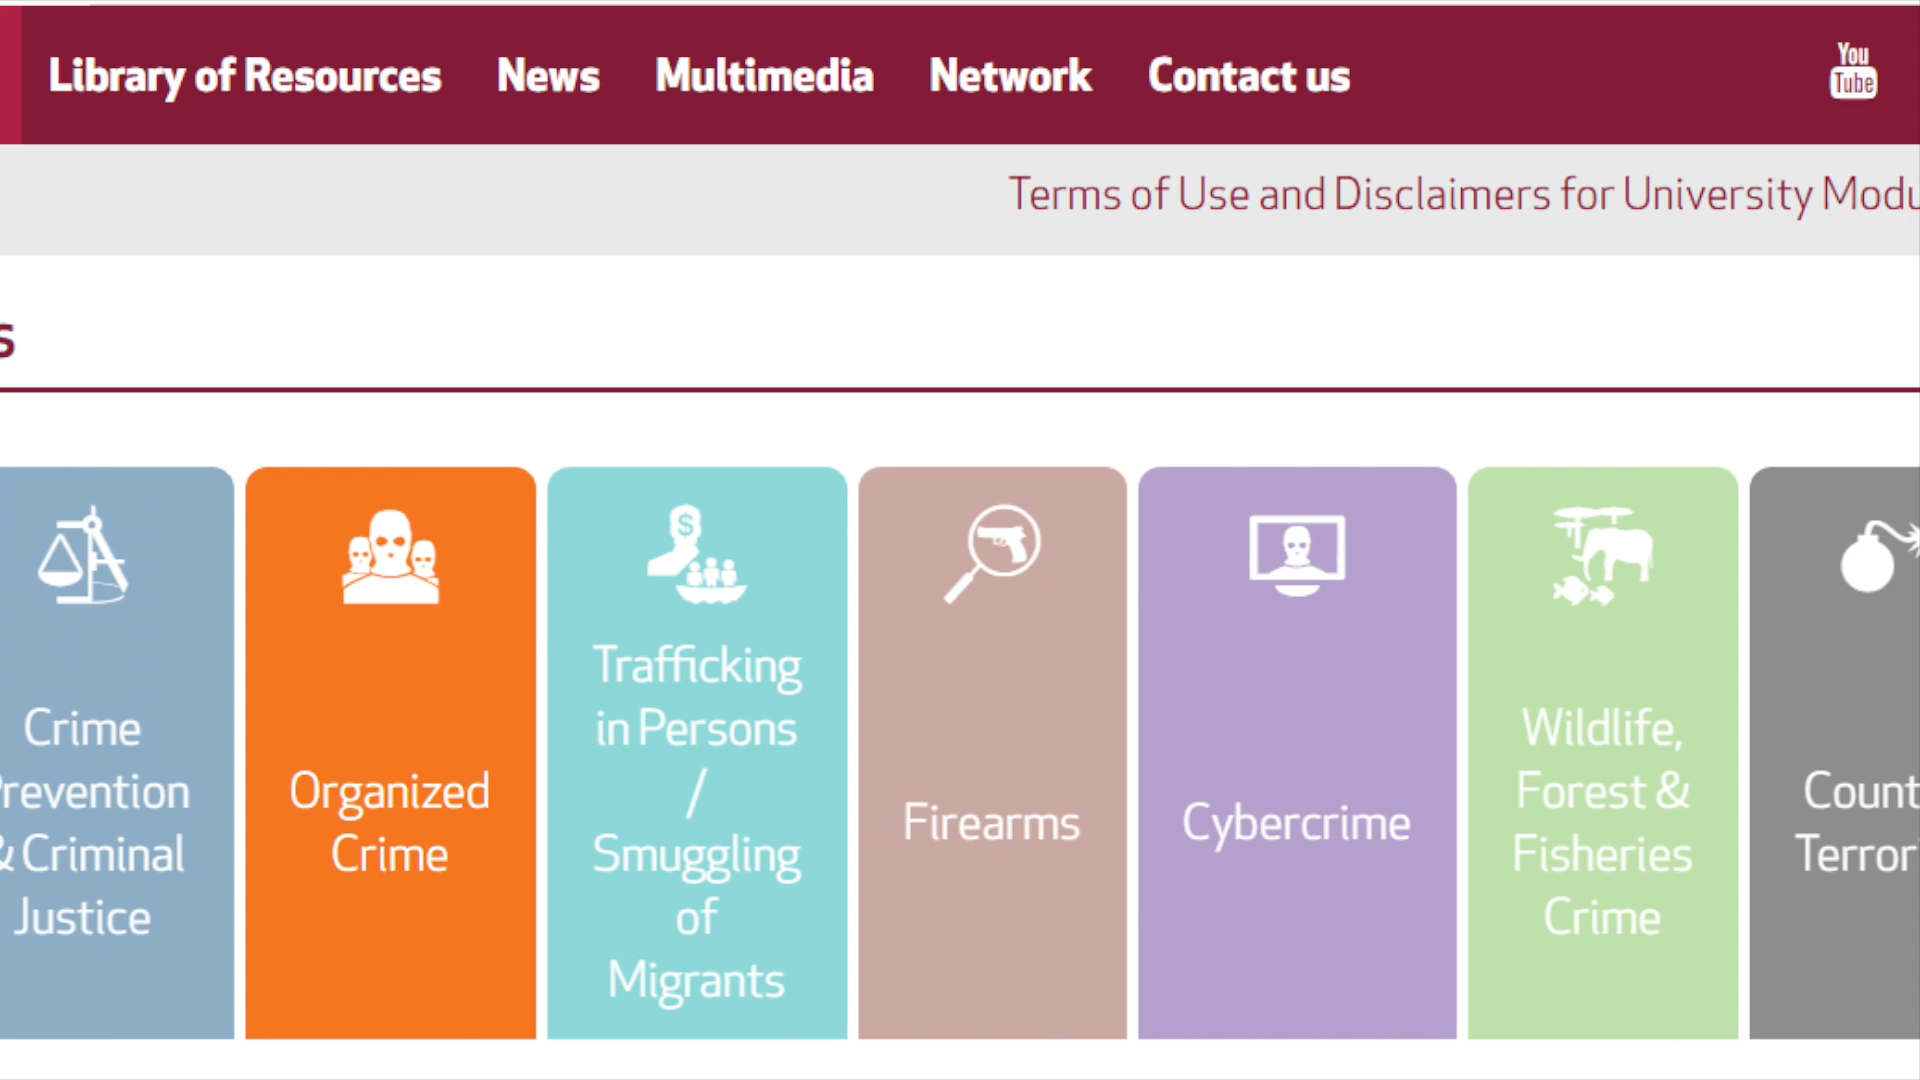 Library of Resources News Multimedia Network Contact us You Tube
Terms of Use and Disclaimers for University Modu
s
Crime
revention
& Criminal
Justice
Organized
Crime
$
Trafficking
in Persons
/
Smuggling
of
Migrants
Firearms
Cybercrime
Wildlife,
Forest &
Fisheries
Crime
Count
Terror